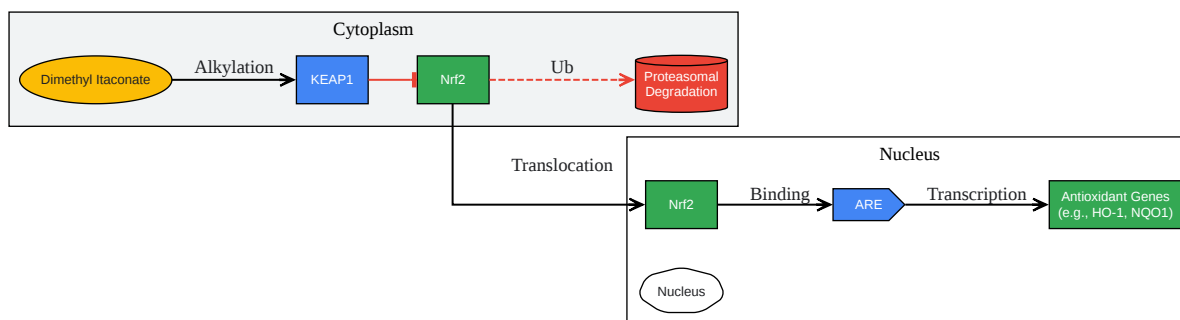 Cytoplasm
Dimethyl Itaconate
Alkylation
KEAP1
Nrf2
Ub
Proteasomal
Degradation
Translocation
Nucleus
Nrf2
Binding
ARE
Transcription
Antioxidant Genes
(e.g., HO-1, NQO1)
Nucleus